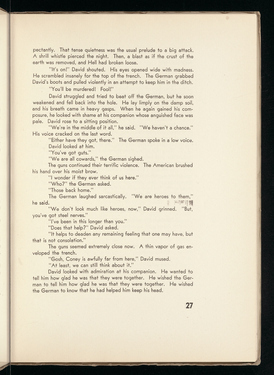 pectantly. That tense quietness was the usual prelude to a big attack.
A shrill whistle pierced the night. Then, a blast as if the crust of the
earth was removed, and Hell had broken loose.
"It's on!" David shouted. His eyes opened wide with madness.
He scrambled insanely for the top of the trench. The German grabbed
David's boots and pulled violently in an attempt to keep him in the ditch.
"You'll be murdered! Fool!"
David struggled and tried to beat off the German, but he soon
weakened and fell back into the hole. He lay limply on the damp soil,
and his breath came in heavy gasps. When he again gained his com-
posure, he looked with shame at his companion whose anguished face was
pale. David rose to a sitting position.
"We're in the middle of it all," he said. "We haven't a chance."
His voice cracked on the last word.
"Either have they got, there." The German spoke in a low voice.
David looked at him.
"You've got guts."
"We are all cowards," the German sighed.
The guns continued their terrific violence. The American brushed
his hand over his moist brow.
"I wonder if they ever think of us here."
"Who?" the German asked.
"Those back home."
The German laughed sarcastically. "We are heroes to them,"
he said.
"We don't look much like heroes, now," David grinned. "But,
you've got steel nerves."
"I've been in this longer than you."
"Does that help?" David asked.
"It helps to deaden any remaining feeling that one may have, but
that is not consolation."
The guns seemed extremely close now. A thin vapor of gas en-
veloped the trench.
"Gosh, Coney is awfully far from here," David mused.
"At least, we can still think about it."
David looked with admiration at his companion. He wanted to
tell him how glad he was that they were together. He wished the Ger-
man to tell him how glad he was that they were together. He wished
the German to know that he had helped him keep his head.
27